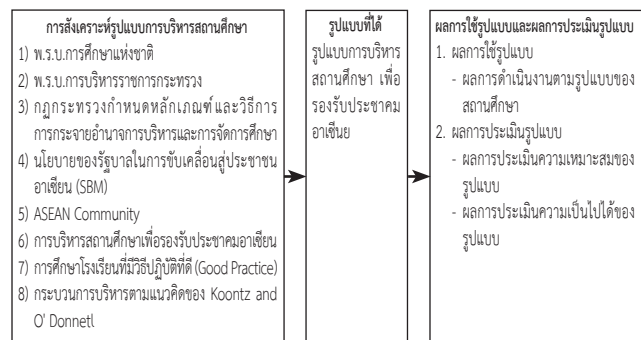 การสังเคราะห์รูปแบบการบริหารสถานศึกษา
1) พ.ร.บ.การศึกษาแห่งชาติ
2) พ.ร.บ.การบริหารราชการกระทรวง
3) กฎกระทรวงกำหนดหลักเกณฑ์และวิธีการ
การกระจายอำนาจการบริหารและการจัดการศึกษา
4) นโยบายของรัฐบาลในการขับเคลื่อนสู่ประชาชน
อาเซียน (SBM)
5) ASEAN Community
6) การบริหารสถานศึกษาเพื่อรองรับประชาคมอาเซียน
7) การศึกษาโรงเรียนที่มีวิธีปฏิบัติที่ดี (Good Practice)
8) กระบวนการบริหารตามแนวคิดของ Koontz and
O' Donnetl
รูปแบบที่ได้
รูปแบบการบริหาร
สถานศึกษา เพื่อ
รองรับประชาคม
อาเซียน
ผลการใช้รูปแบบและผลการประเมินรูปแบบ
1. ผลการใช้รูปแบบ
- ผลการดำเนินงานตามรูปแบบของ
สถานศึกษา
2. ผลการประเมินรูปแบบ
- ผลการประเมินความเหมาะสมของ
รูปแบบ
- ผลการประเมินความเป็นไปได้ของ
รูปแบบ